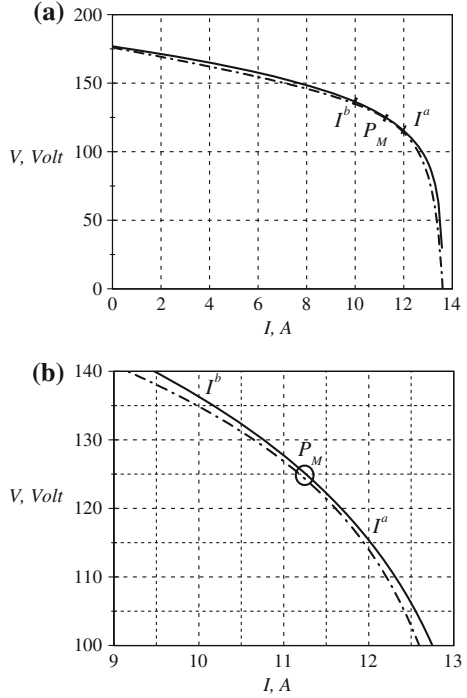 (a)
200
150
V, Volt
100
50
0
I^b
P_M
I^a
0 2 4 6 8 10 12 14
I, A
(b)
140
I^b
130
P_M
V, Volt
120
I^a
110
100
9 10 11 12 13
I, A